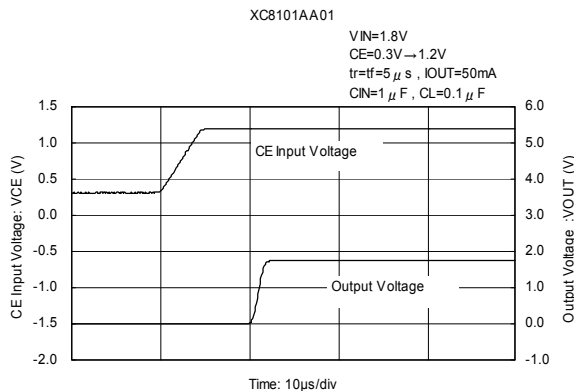 XC8101AA01
VIN=1.8V
CE=0.3V→1.2V
tr=tf=5μs , IOUT=50mA
CIN=1μF , CL=0.1μF
1.5
1.0
0.5
0.0
-0.5
-1.0
-1.5
-2.0
CE Input Voltage: VCE (V)
6.0
5.0
4.0
3.0
2.0
1.0
0.0
-1.0
Output Voltage :VOUT (V)
CE Input Voltage
Output Voltage
Time: 10μs/div